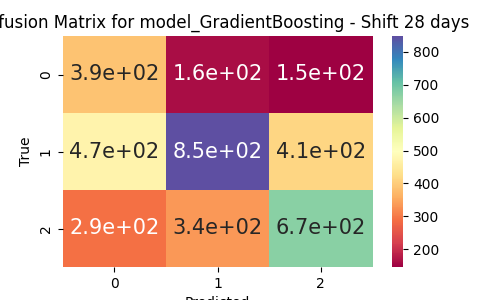 fusion Matrix for model_GradientBoosting - Shift 28 days
0 3.9e+02 1.6e+02 1.5e+02
1 4.7e+02 8.5e+02 4.1e+02
2 2.9e+02 3.4e+02 6.7e+02
True
0 1 2
Predicted
800
700
600
500
400
300
200